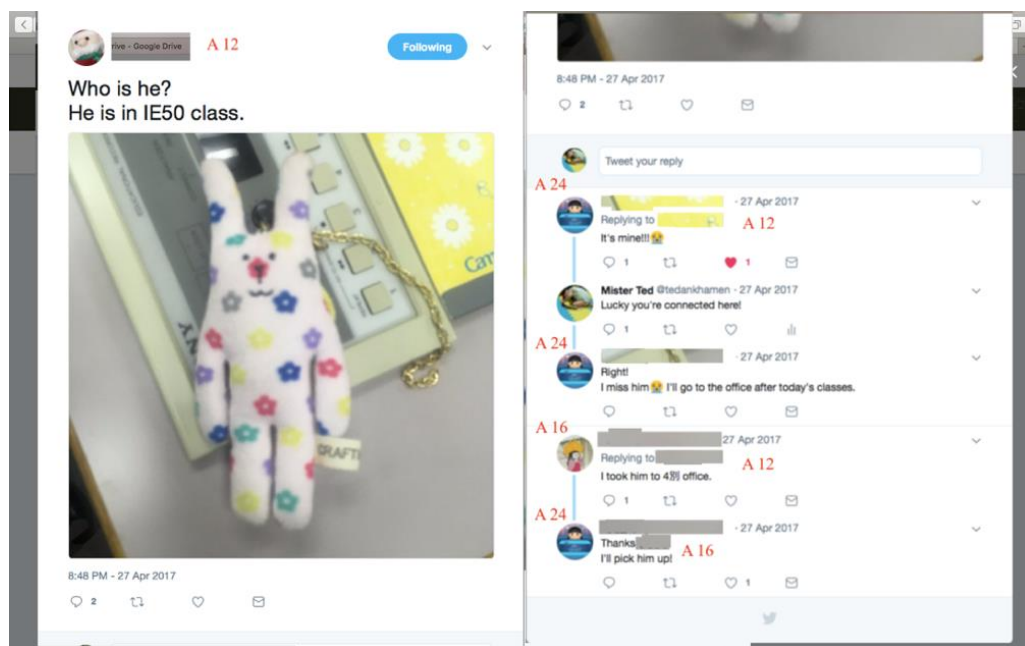 rive - Google Drive
A 12
Following
Who is he?
He is in IE50 class.
NY
Cam
CRAFT
8:48 PM - 27 Apr 2017
2
8:48 PM - 27 Apr 2017
2
Tweet your reply
A 24
· 27 Apr 2017
Replying to
A 12
It's mine!!!😭
1
1
Mister Ted @tedankhamen · 27 Apr 2017
Lucky you're connected here!
1
A 24
· 27 Apr 2017
Right!
I miss him😭 I'll go to the office after today's classes.
A 16
27 Apr 2017
Replying to
A 12
I took him to 4別 office.
1
A 24
· 27 Apr 2017
Thanks
A 16
I'll pick him up!
1